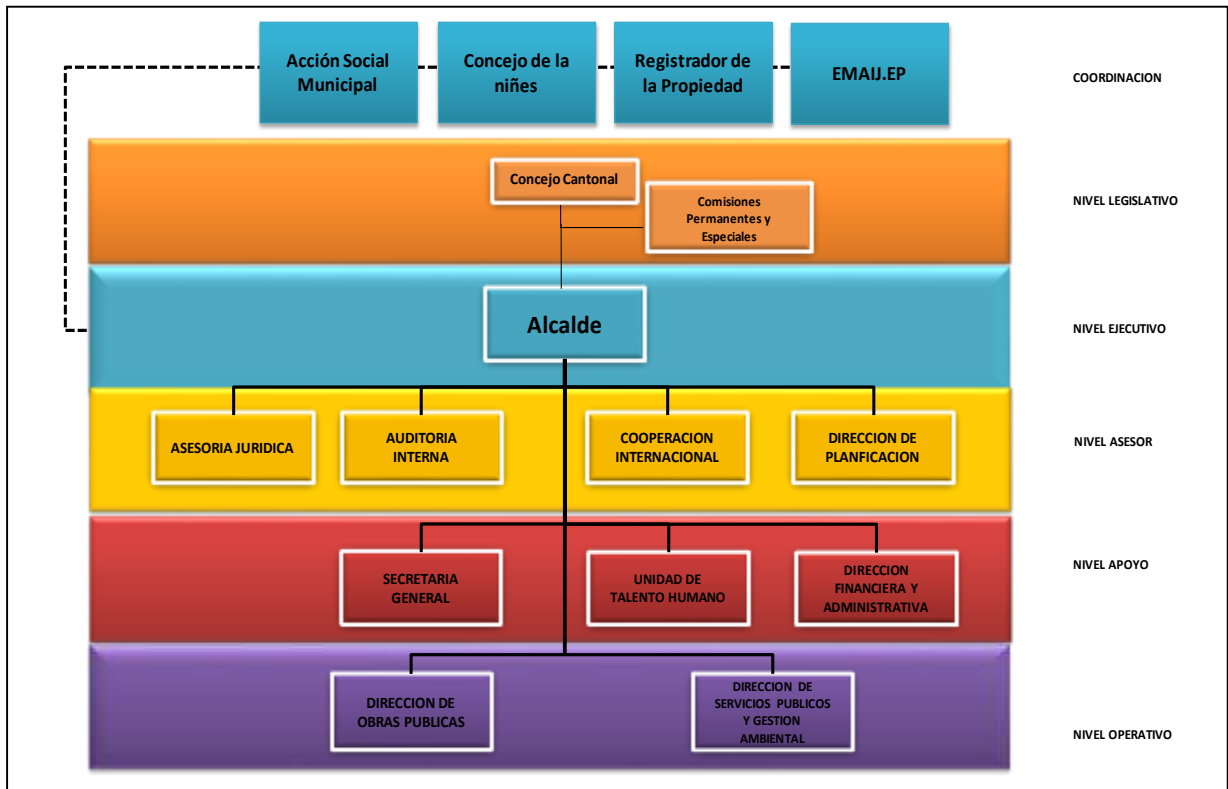 Acción Social
Municipal
Concejo de la
niñes
Registrador de
la Propiedad
EMAIJ.EP
COORDINACION
Concejo Cantonal
Comisiones
Permanentes y
Especiales
NIVEL LEGISLATIVO
Alcalde
NIVEL EJECUTIVO
ASESORIA JURIDICA
AUDITORIA
INTERNA
COOPERACION
INTERNACIONAL
DIRECCION DE
PLANFICACION
NIVEL ASESOR
SECRETARIA
GENERAL
UNIDAD DE
TALENTO HUMANO
DIRECCION
FINANCIERA Y
ADMINISTRATIVA
NIVEL APOYO
DIRECCION DE
OBRAS PUBLICAS
DIRECCION DE
SERVICIOS PUBLICOS
Y GESTION
AMBIENTAL
NIVEL OPERATIVO